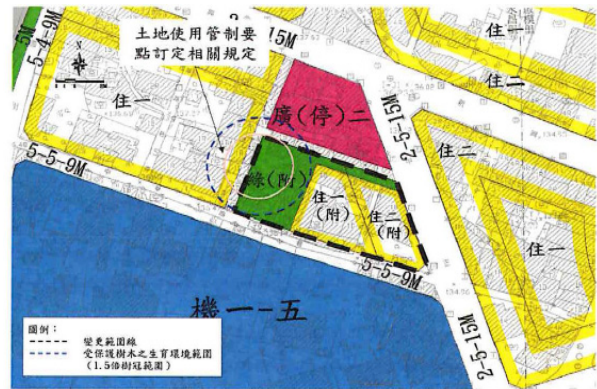 土地使用管制要
點訂定相關規定
15M
5M
5-4-9M
住一
住一
住二
廣(停)二
2-5-15M
住二
綠(附)
住一
(附)
住二
(附)
住一
5-5-9M
5-5-9M
機一-五
2-5-15M
圖例：
變更範圍線
受保護樹木之生育環境範圍
(1.5倍樹冠範圍)